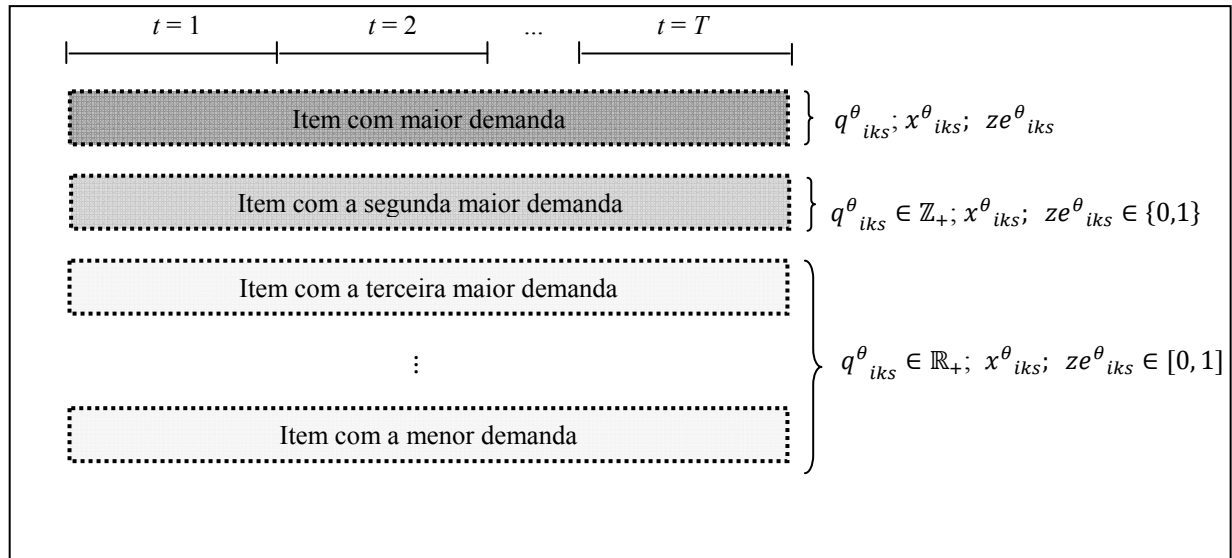 t = 1 t = 2 ... t = T
Item com maior demanda
q^θ_iks; x^θ_iks; ze^θ_iks
Item com a segunda maior demanda
q^θ_iks ∈ ℤ₊; x^θ_iks; ze^θ_iks ∈ {0,1}
Item com a terceira maior demanda
⋮
q^θ_iks ∈ ℝ₊; x^θ_iks; ze^θ_iks ∈ [0, 1]
Item com a menor demanda